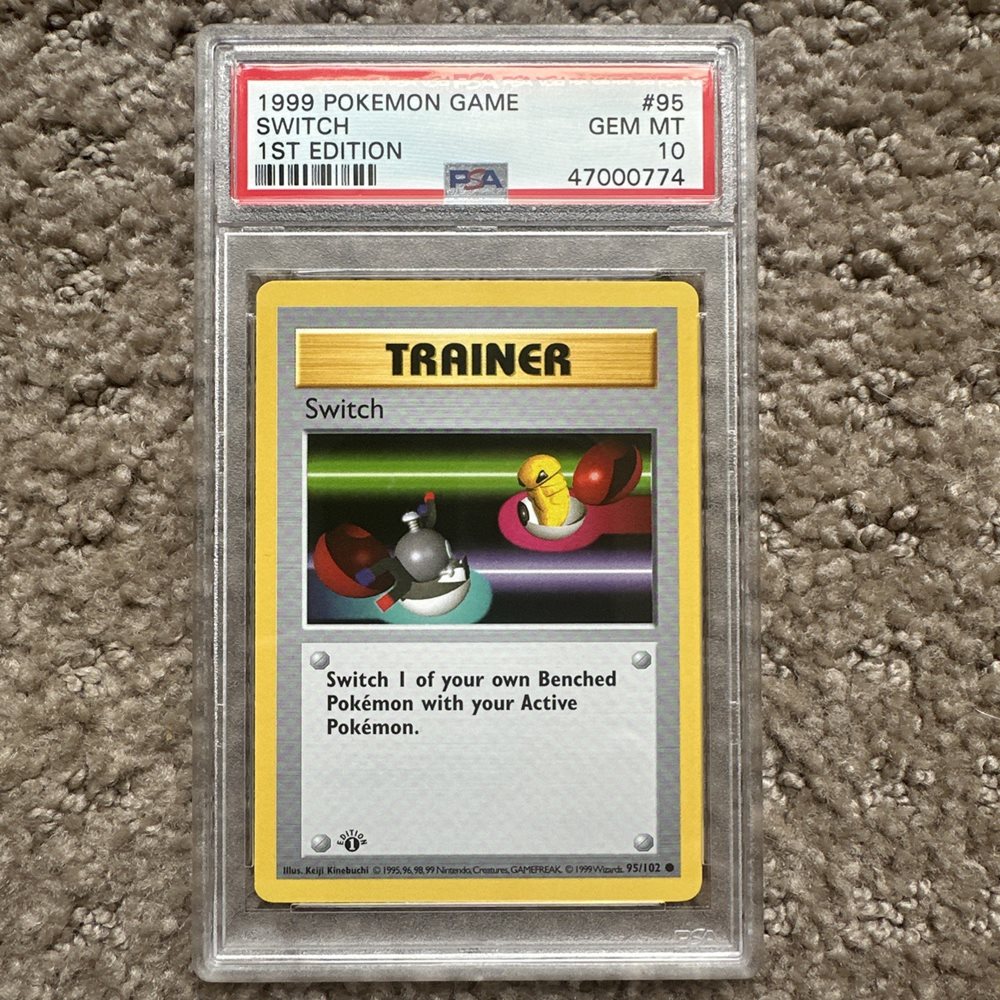 1999 POKEMON GAME #95
SWITCH GEM MT
1ST EDITION 10
PSA 47000774
TRAINER
Switch
Switch 1 of your own Benched
Pokémon with your Active
Pokémon.
EDITION
1
Illus. Keiji Kinebuchi © 1995, 96, 98, 99 Nintendo, Creatures, GAMEFREAK. © 1999 Wizards. 95/102
PSA